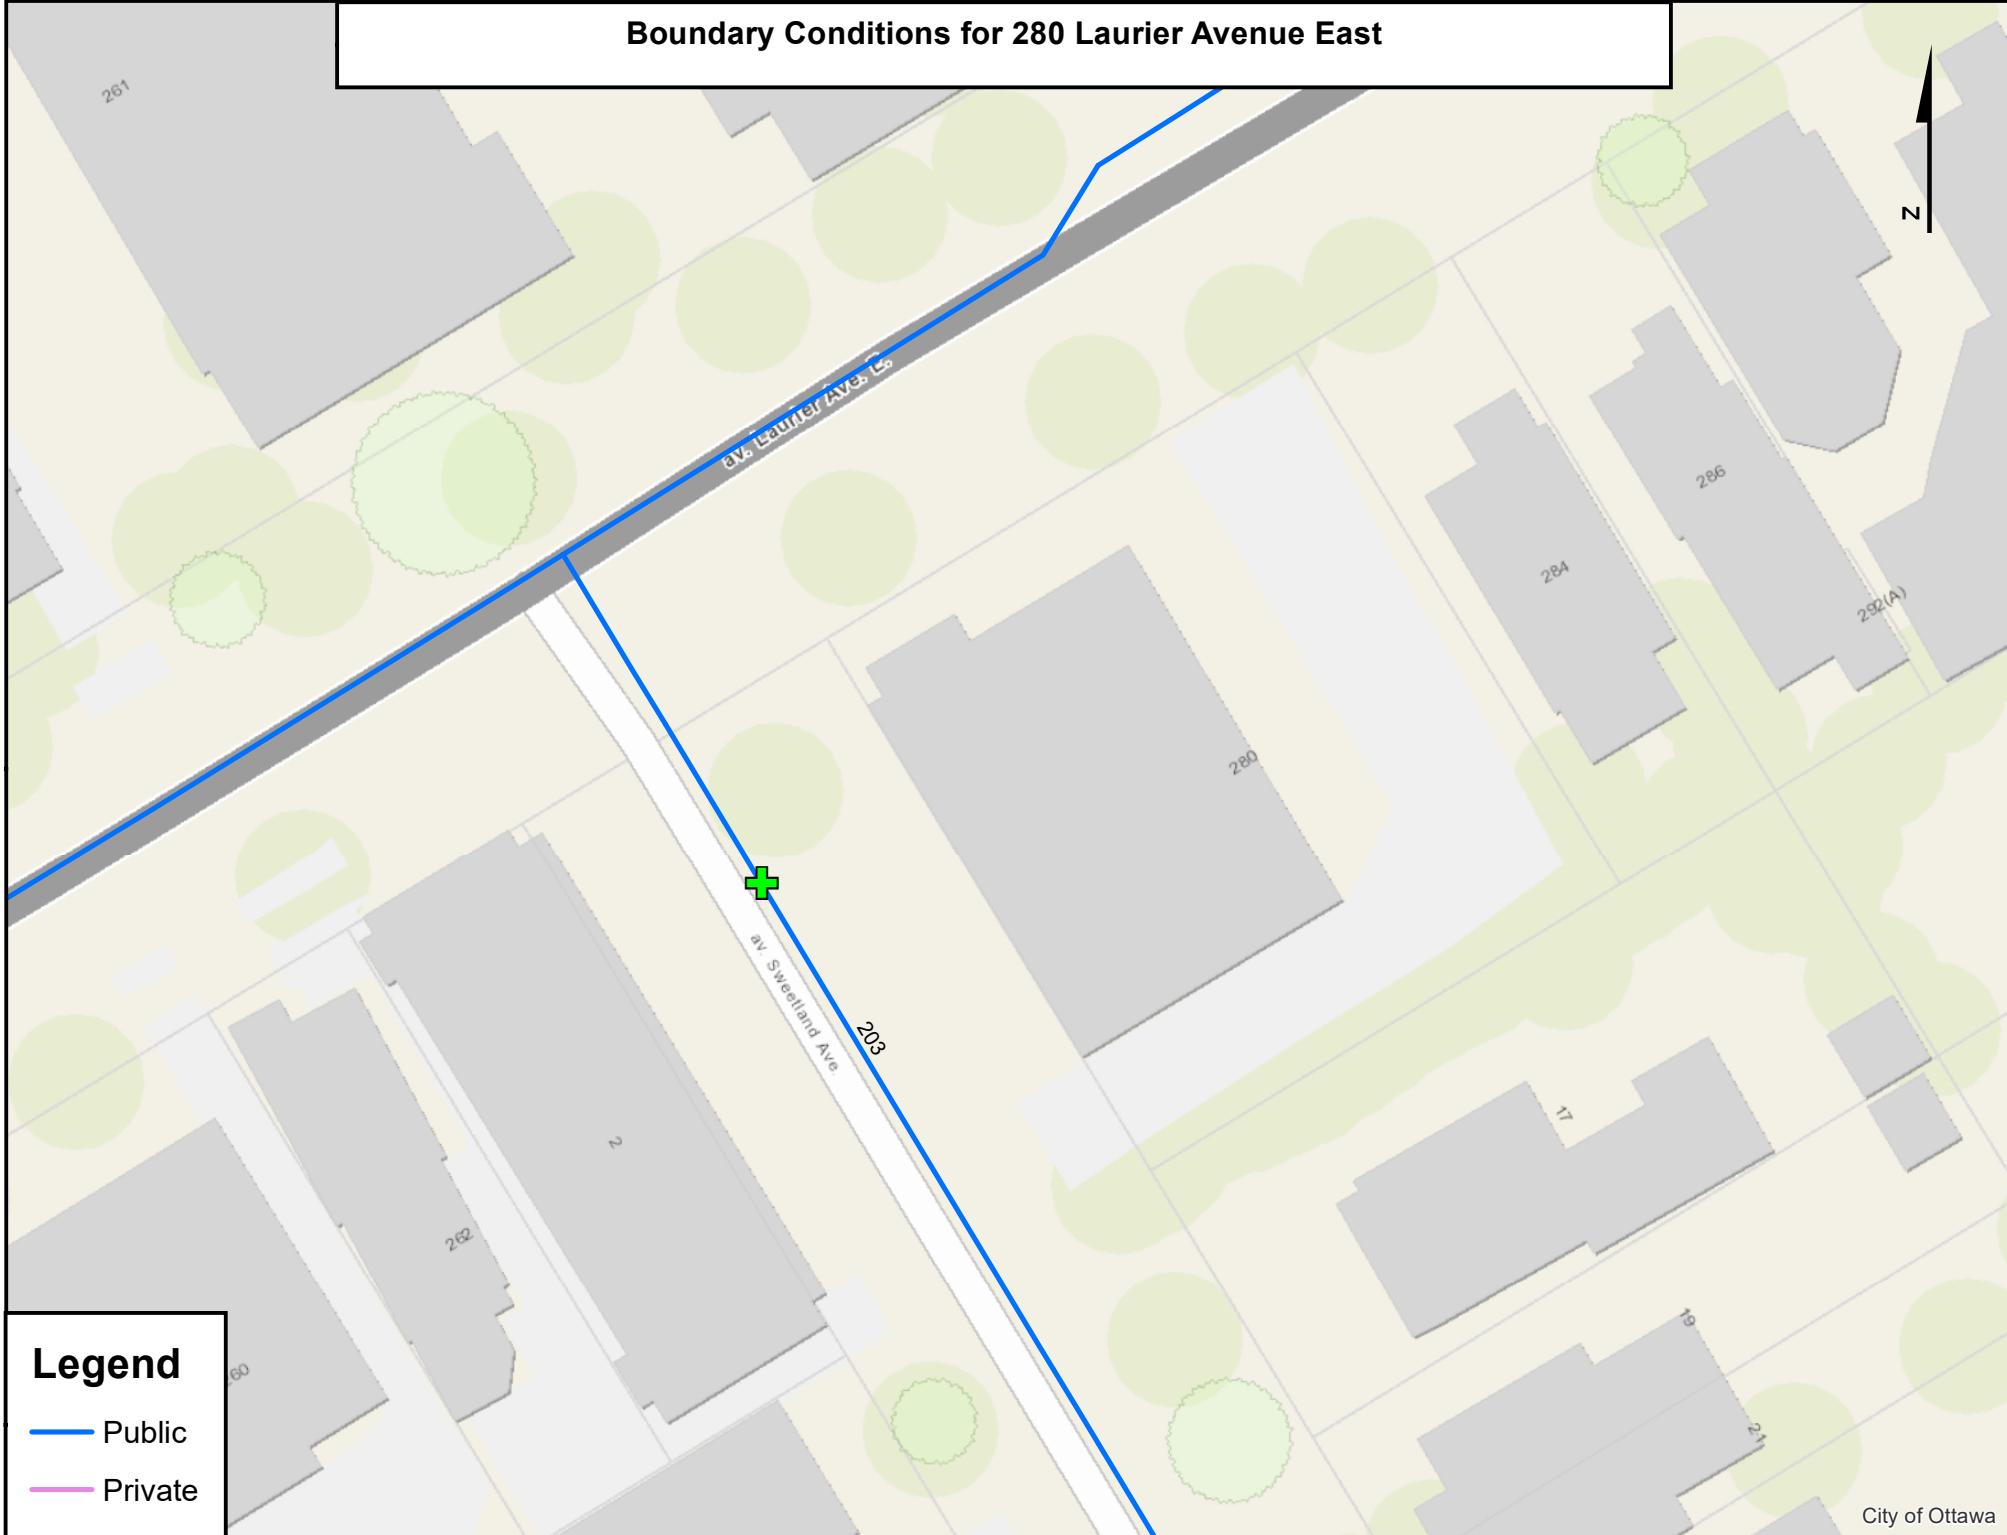 Boundary Conditions for 280 Laurier Avenue East
261
N
av. Laurier Ave. E.
286
284
292(A)
280
av. Sweetland Ave.
203
17
2
262
19
21
60
Legend
Public
Private
City of Ottawa